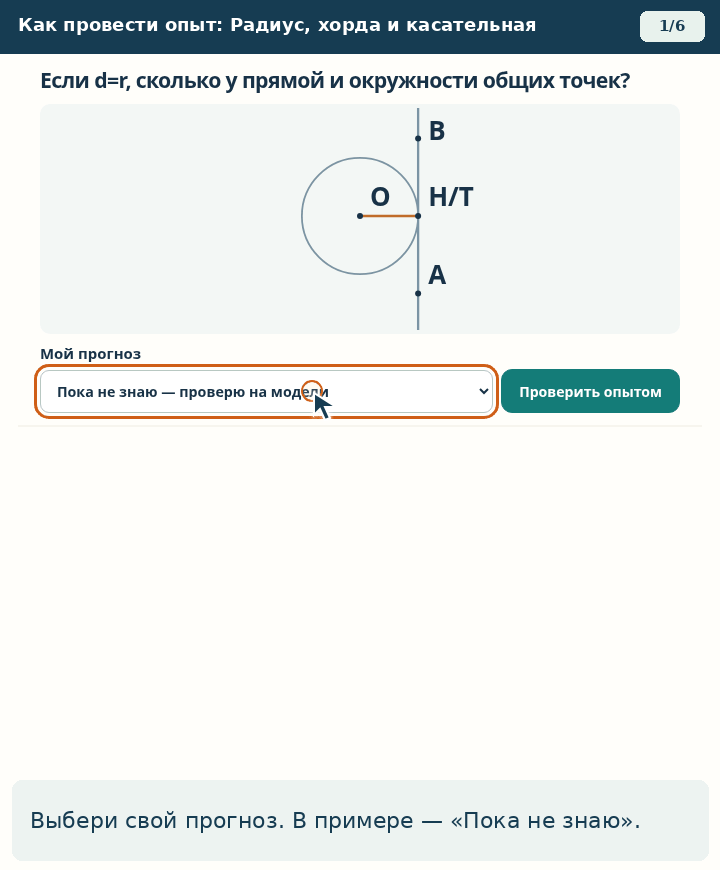 Как провести опыт: Радиус, хорда и касательная
1/6
Если d=r, сколько у прямой и окружности общих точек?
B
O
H/T
A
Мой прогноз
Пока не знаю — проверю на модели
Проверить опытом
Выбери свой прогноз. В примере — «Пока не знаю».